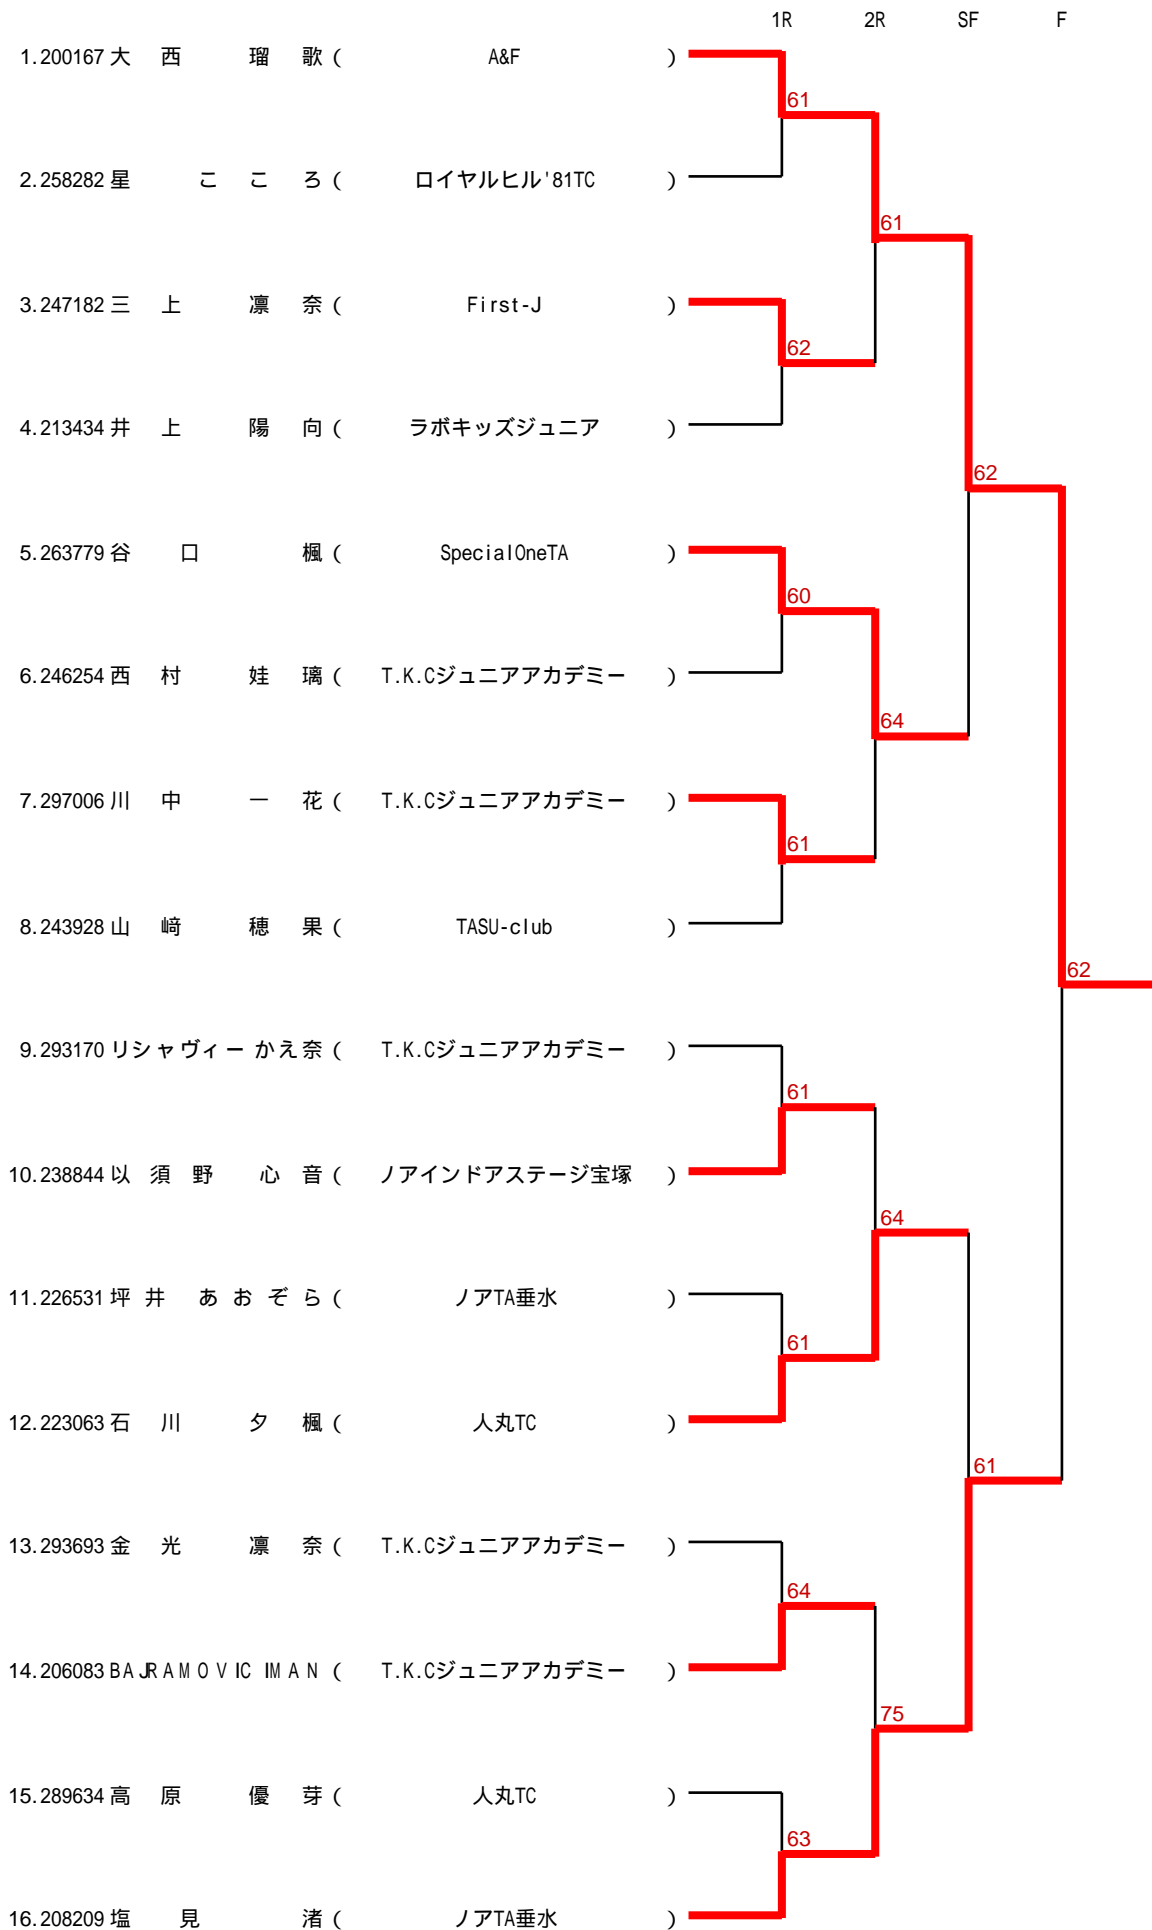 1R 2R SF F
1.200167 大西 瑠歌 ( A&F )
61
2.258282 星 こころ ( ロイヤルヒル'81TC )
61
3.247182 三上 凛奈 ( First-J )
62
4.213434 井上 陽向 ( ラボキッズジュニア )
62
5.263779 谷口 楓 ( SpecialOneTA )
60
6.246254 西村 娃璃 ( T.K.Cジュニアアカデミー )
64
7.297006 川中 一花 ( T.K.Cジュニアアカデミー )
61
8.243928 山﨑 穂果 ( TASU-club )
62
9.293170 リシャヴィー かえ奈 ( T.K.Cジュニアアカデミー )
61
10.238844 以須野 心音 ( ノアインドアステージ宝塚 )
64
11.226531 坪井 あおぞら ( ノアTA垂水 )
61
12.223063 石川 夕楓 ( 人丸TC )
61
13.293693 金光 凛奈 ( T.K.Cジュニアアカデミー )
64
14.206083 BAJRAMOVIC IMAN ( T.K.Cジュニアアカデミー )
75
15.289634 高原 優芽 ( 人丸TC )
63
16.208209 塩見 渚 ( ノアTA垂水 )